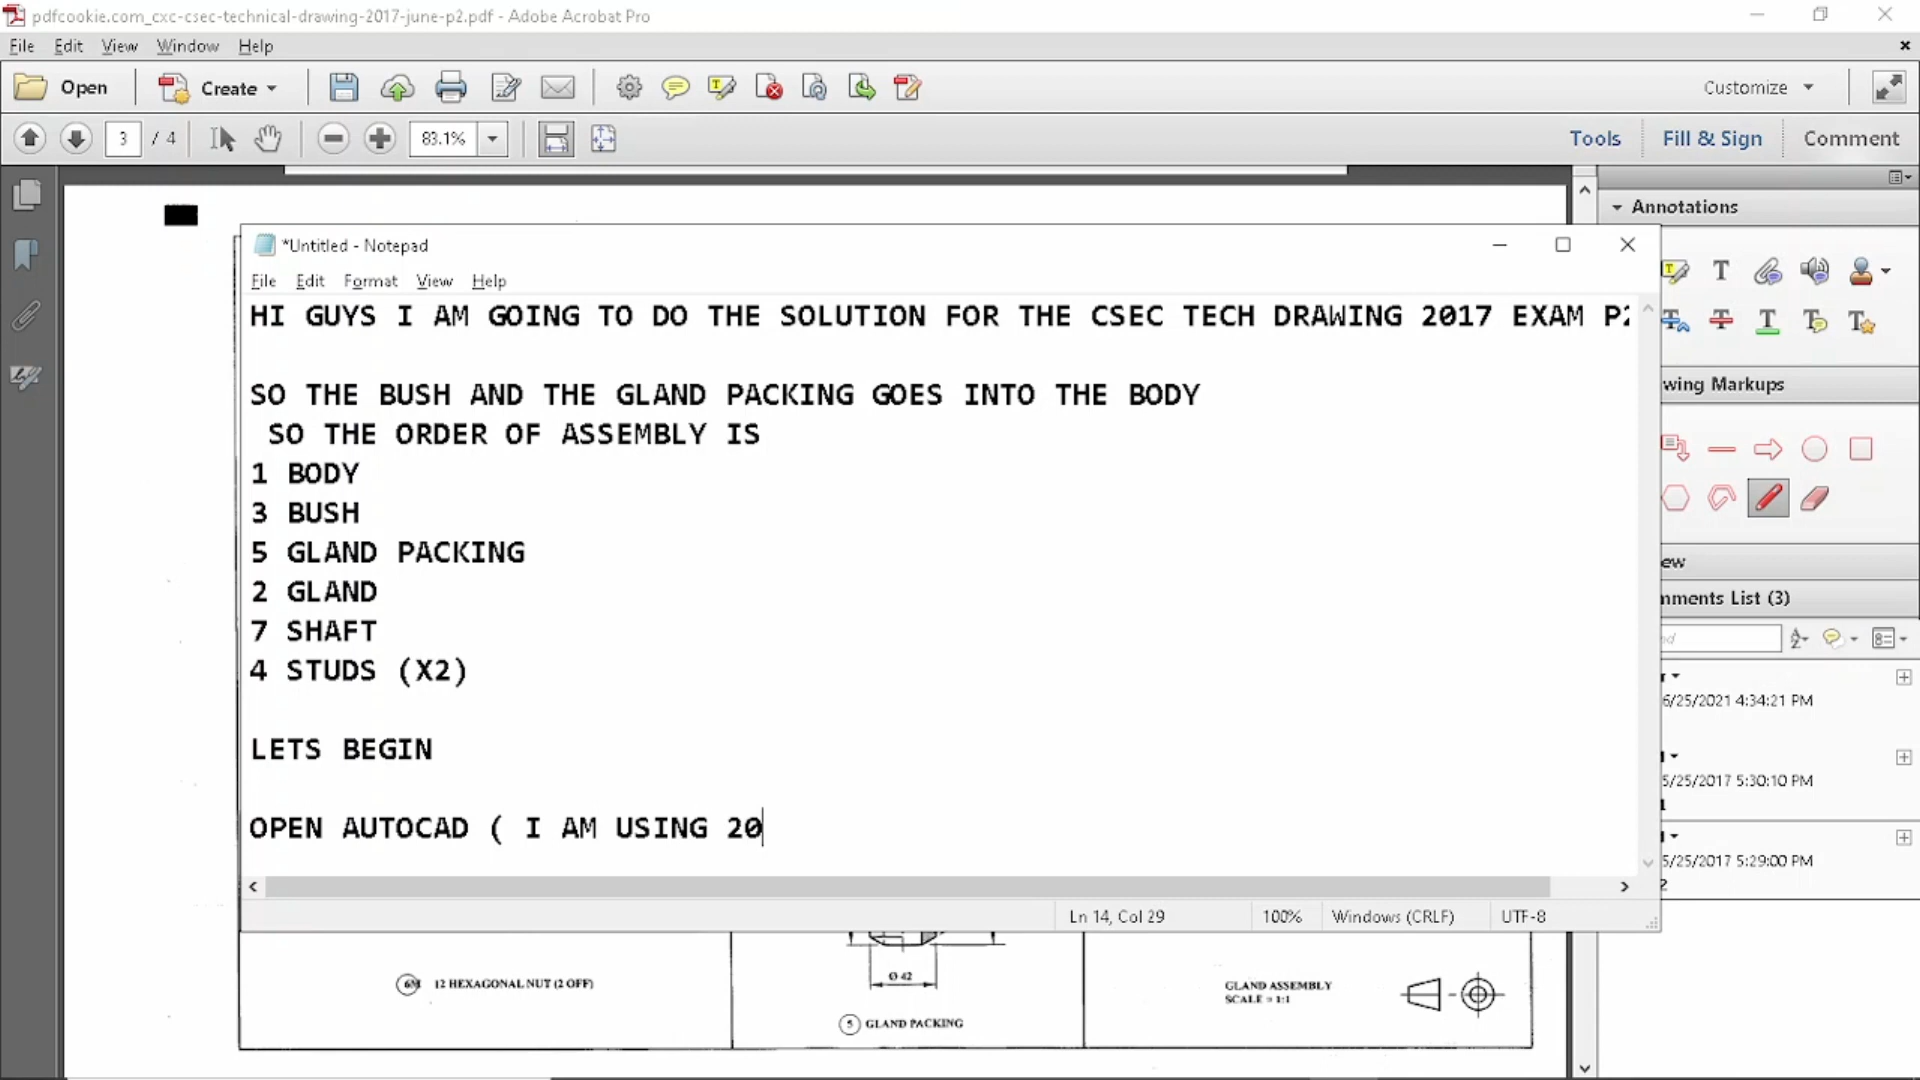 pdfcookie.com_cxc-csec-technical-drawing-2017-june-p2.pdf - Adobe Acrobat Pro
File Edit View Window Help
Open Create Customize
3 / 4 83.1% Tools Fill & Sign Comment
Annotations
*Untitled - Notepad
File Edit Format View Help
HI GUYS I AM GOING TO DO THE SOLUTION FOR THE CSEC TECH DRAWING 2017 EXAM P2
SO THE BUSH AND THE GLAND PACKING GOES INTO THE BODY
SO THE ORDER OF ASSEMBLY IS
1 BODY
3 BUSH
5 GLAND PACKING
2 GLAND
7 SHAFT
4 STUDS (X2)
LETS BEGIN
OPEN AUTOCAD ( I AM USING 20
Ln 14, Col 29 100% Windows (CRLF) UTF-8
wing Markups
ew
mments List (3)
6/25/2021 4:34:21 PM
5/25/2017 5:30:10 PM
1
5/25/2017 5:29:00 PM
2
12 HEXAGONAL NUT (2 OFF)
Ø 42
5 GLAND PACKING
GLAND ASSEMBLY
SCALE = 1:1